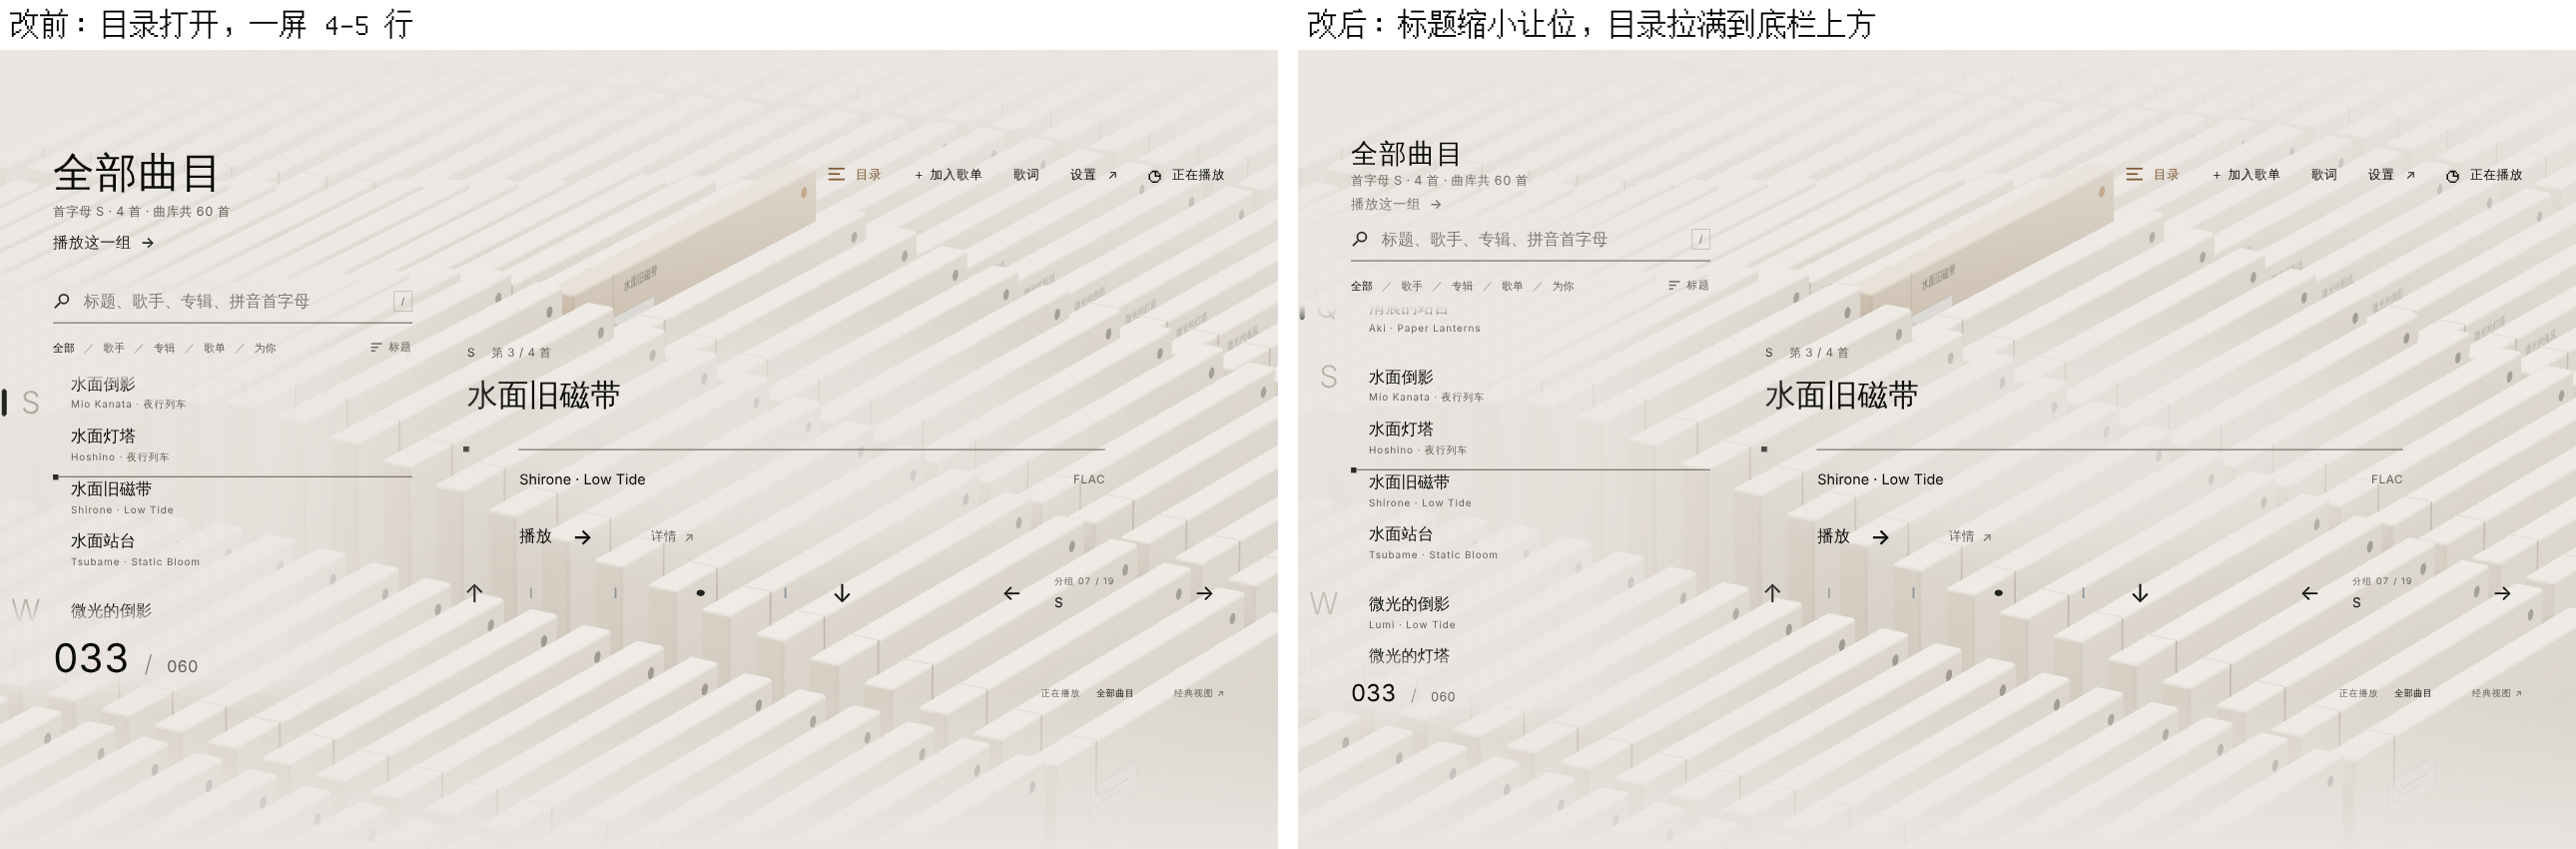 改前：目录打开，一屏 4-5 行
全部曲目
首字母 S · 4 首 · 曲库共 60 首
播放这一组 →
目录 + 加入歌单 歌词 设置 ↗ 正在播放
标题、歌手、专辑、拼音首字母 /
全部 / 歌手 / 专辑 / 歌单 / 为你 标题
S
水面倒影
Mio Kanata · 夜行列车
水面灯塔
Hoshino · 夜行列车
水面旧磁带
Shirone · Low Tide
水面站台
Tsubame · Static Bloom
W
微光的倒影
033 / 060
水面旧磁带
S 第 3 / 4 首
水面旧磁带
Shirone · Low Tide FLAC
播放 → 详情 ↗
↑ ↓ ← 分组 07 / 19 →
S
正在播放 全部曲目 经典视图 ↗
改后：标题缩小让位，目录拉满到底栏上方
全部曲目
首字母 S · 4 首 · 曲库共 60 首
播放这一组 →
目录 + 加入歌单 歌词 设置 ↗ 正在播放
标题、歌手、专辑、拼音首字母 /
全部 / 歌手 / 专辑 / 歌单 / 为你 标题
Q
Aki · Paper Lanterns
S
水面倒影
Mio Kanata · 夜行列车
水面灯塔
Hoshino · 夜行列车
水面旧磁带
Shirone · Low Tide
水面站台
Tsubame · Static Bloom
W
微光的倒影
Lumi · Low Tide
微光的灯塔
033 / 060
水面旧磁带
S 第 3 / 4 首
水面旧磁带
Shirone · Low Tide FLAC
播放 → 详情 ↗
↑ ↓ ← 分组 07 / 19 →
S
正在播放 全部曲目 经典视图 ↗